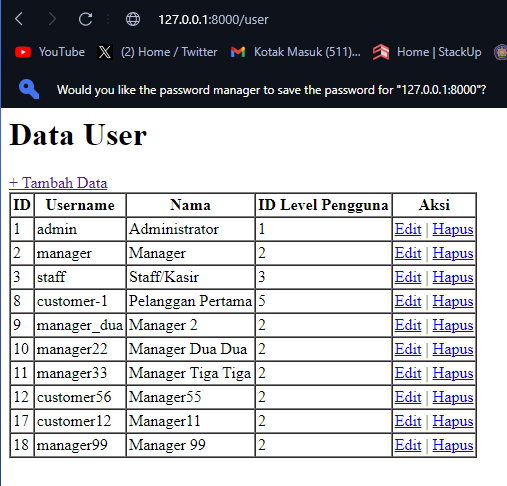 127.0.0.1:8000/user
YouTube X (2) Home / Twitter Kotak Masuk (511)... Home | StackUp
Would you like the password manager to save the password for "127.0.0.1:8000"?
Data User
+ Tambah Data
ID Username Nama ID Level Pengguna Aksi
1 admin Administrator 1 Edit | Hapus
2 manager Manager 2 Edit | Hapus
3 staff Staff/Kasir 3 Edit | Hapus
8 customer-1 Pelanggan Pertama 5 Edit | Hapus
9 manager_dua Manager 2 2 Edit | Hapus
10 manager22 Manager Dua Dua 2 Edit | Hapus
11 manager33 Manager Tiga Tiga 2 Edit | Hapus
12 customer56 Manager55 2 Edit | Hapus
17 customer12 Manager11 2 Edit | Hapus
18 manager99 Manager 99 2 Edit | Hapus